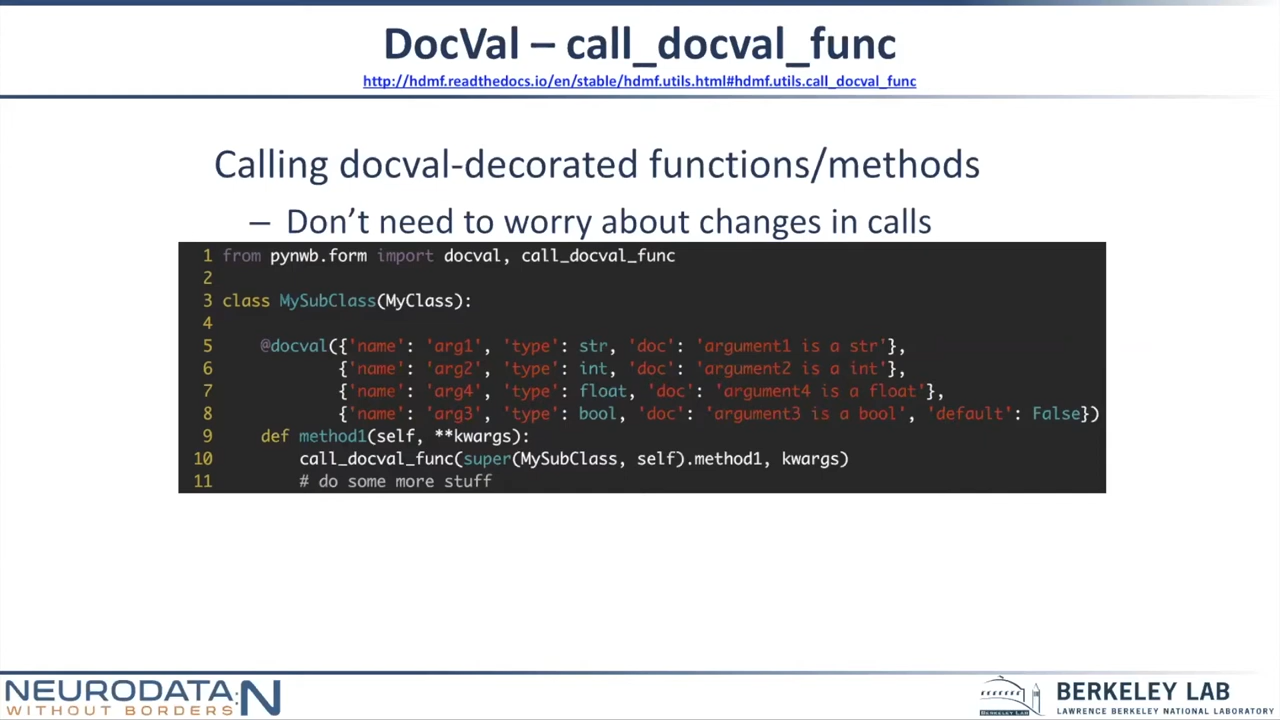 DocVal – call_docval_func
http://hdmf.readthedocs.io/en/stable/hdmf.utils.html#hdmf.utils.call_docval_func
Calling docval-decorated functions/methods
– Don’t need to worry about changes in calls
1 from pynwb.form import docval, call_docval_func
2
3 class MySubClass(MyClass):
4
5     @docval({'name': 'arg1', 'type': str, 'doc': 'argument1 is a str'},
6             {'name': 'arg2', 'type': int, 'doc': 'argument2 is a int'},
7             {'name': 'arg4', 'type': float, 'doc': 'argument4 is a float'},
8             {'name': 'arg3', 'type': bool, 'doc': 'argument3 is a bool', 'default': False})
9     def method1(self, **kwargs):
10         call_docval_func(super(MySubClass, self).method1, kwargs)
11         # do some more stuff
NEURODATA:N
WITHOUT BORDERS
BERKELEY LAB
BERKELEY LAB
LAWRENCE BERKELEY NATIONAL LABORATORY